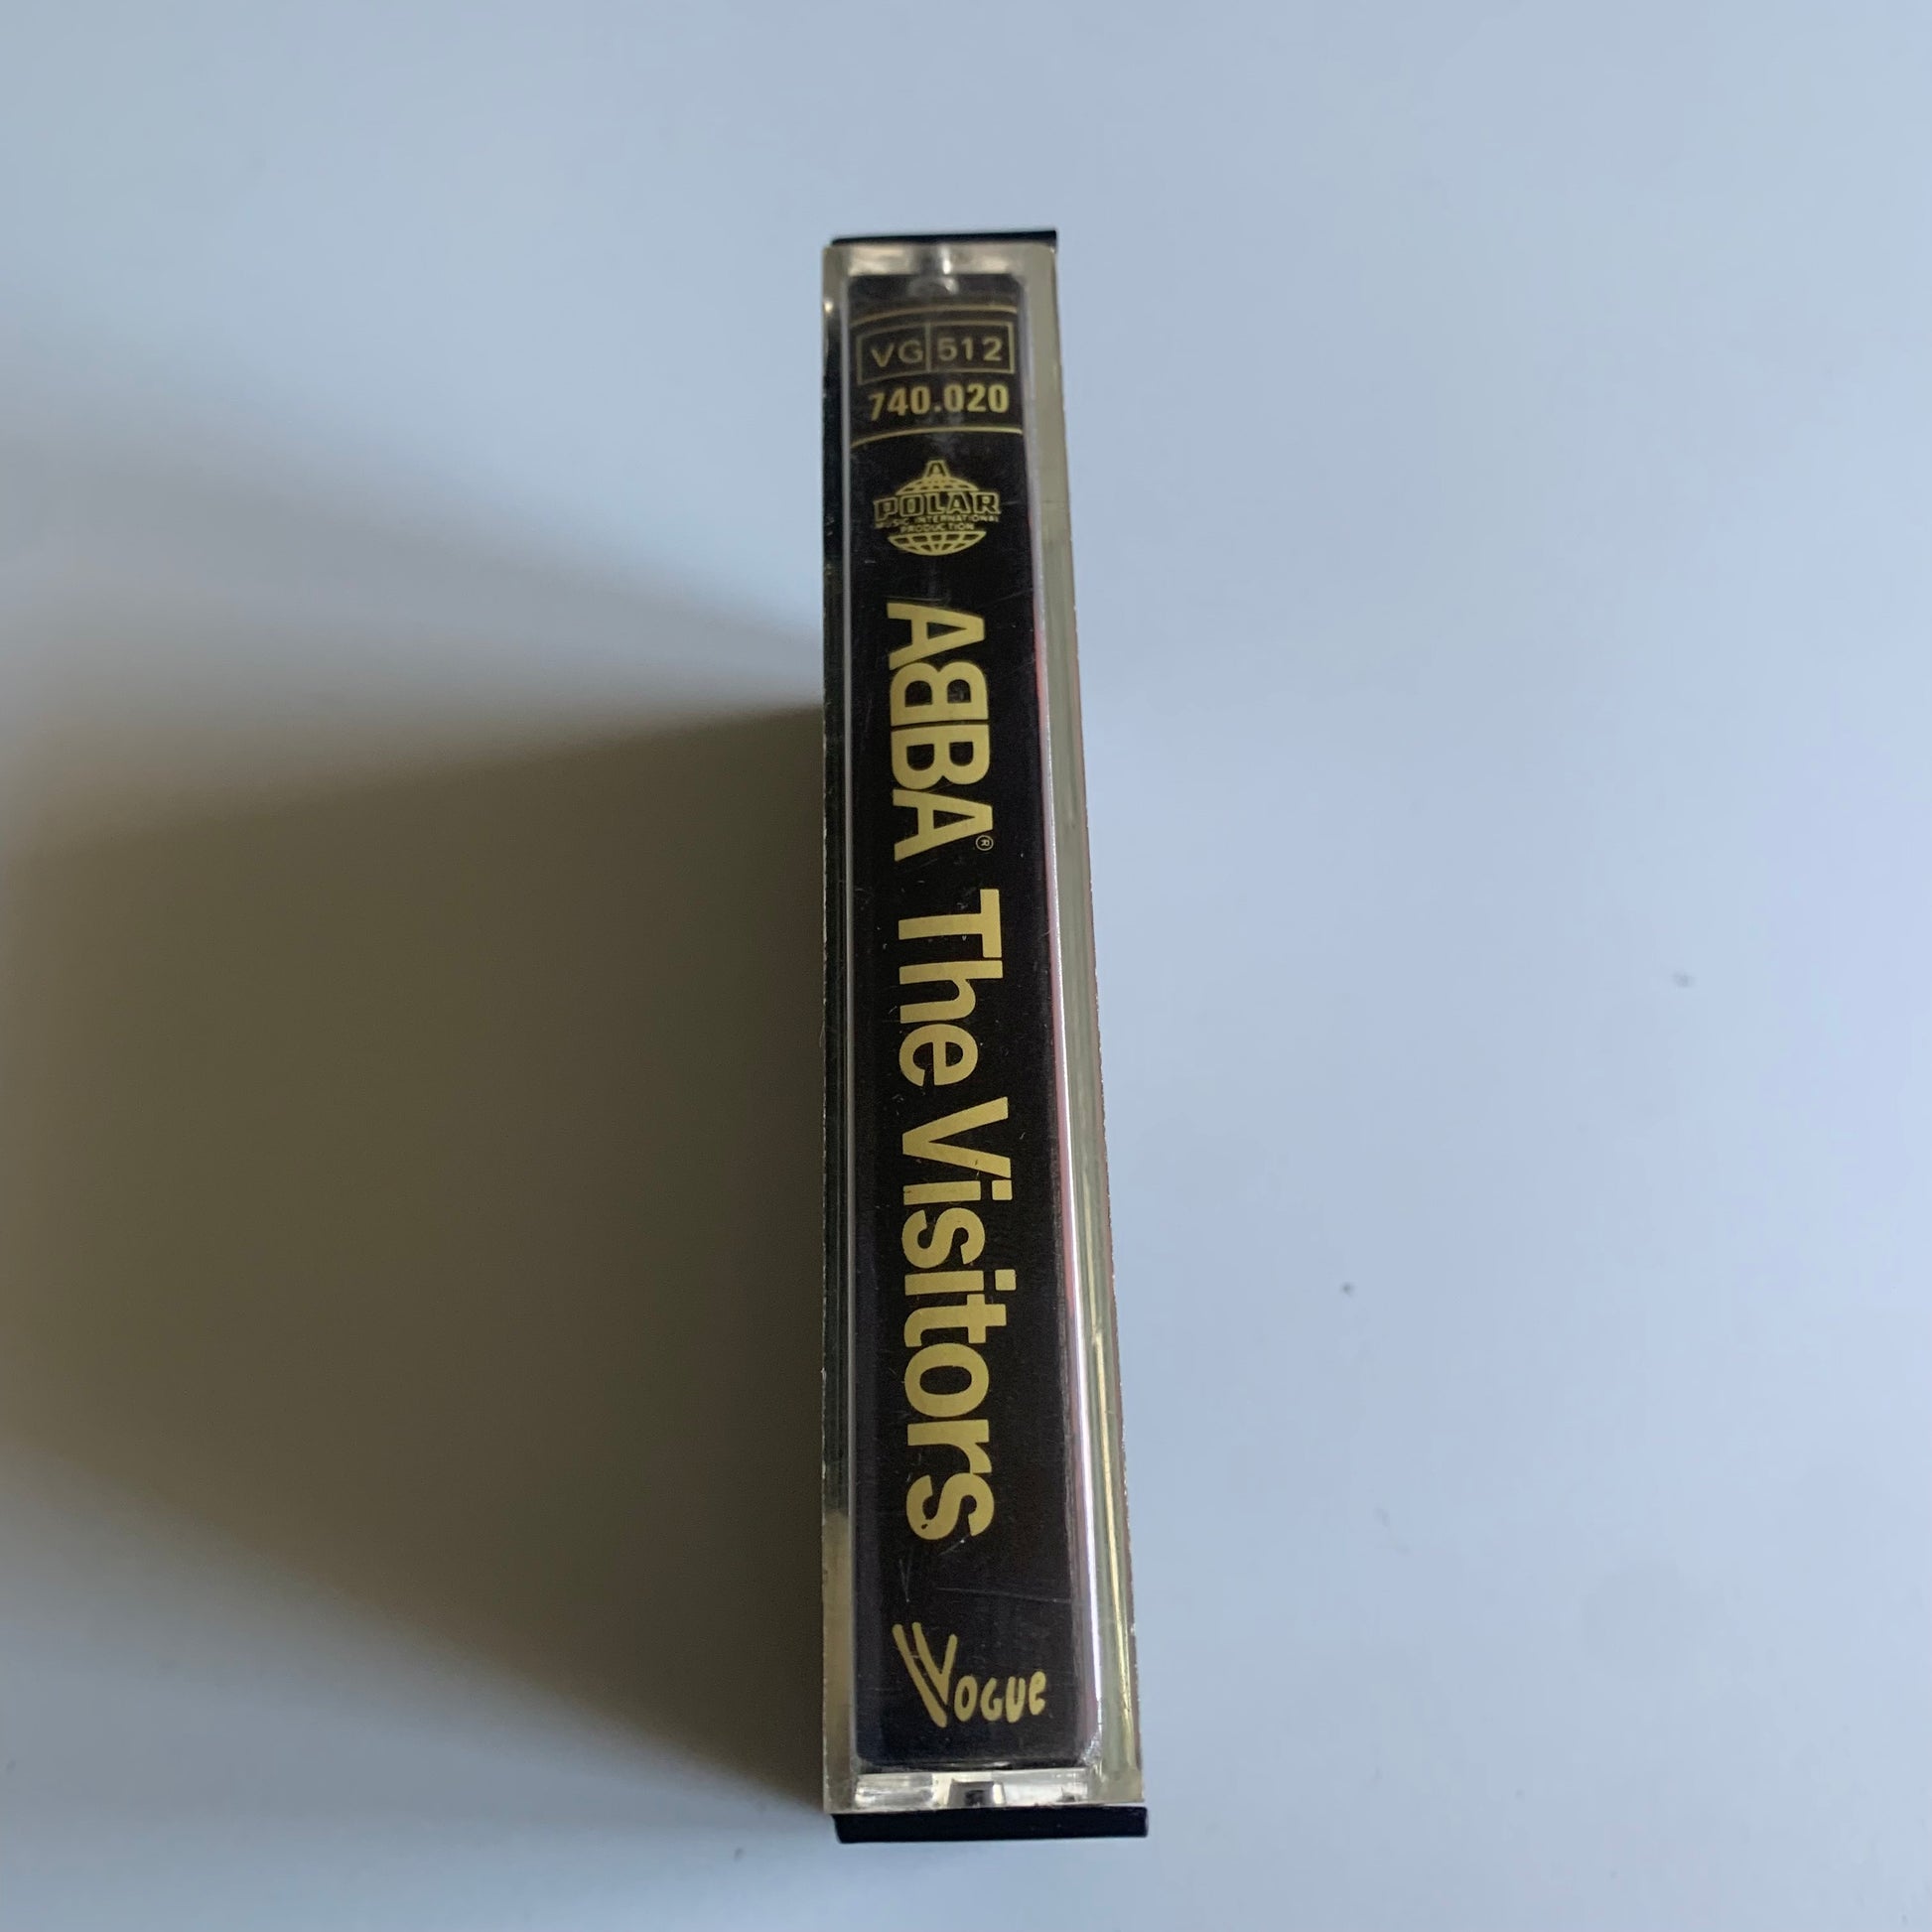 VG 512
740.020
A
POLAR
MUSIC INTERNATIONAL
PRODUCTION
ABBA® The Visitors
VOGUe